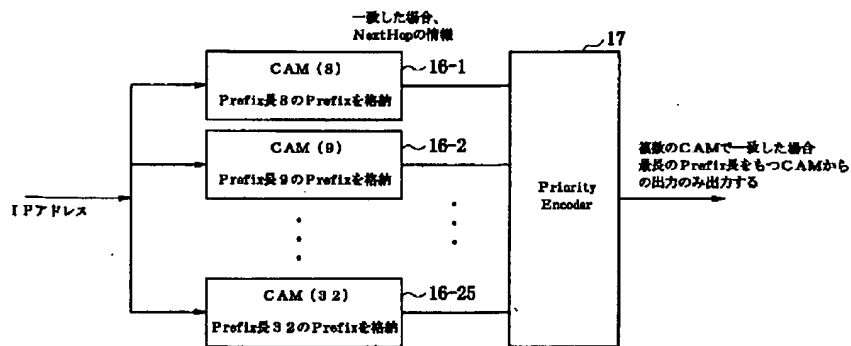 一致した場合、
NextHopの情報
17
CAM (8)
Prefix長8のPrefixを格納
16-1
CAM (9)
Prefix長9のPrefixを格納
16-2
IPアドレス
Priority
Encoder
複数のCAMで一致した場合
最長のPrefix長をもつCAMから
の出力のみ出力する
CAM (32)
Prefix長32のPrefixを格納
16-25